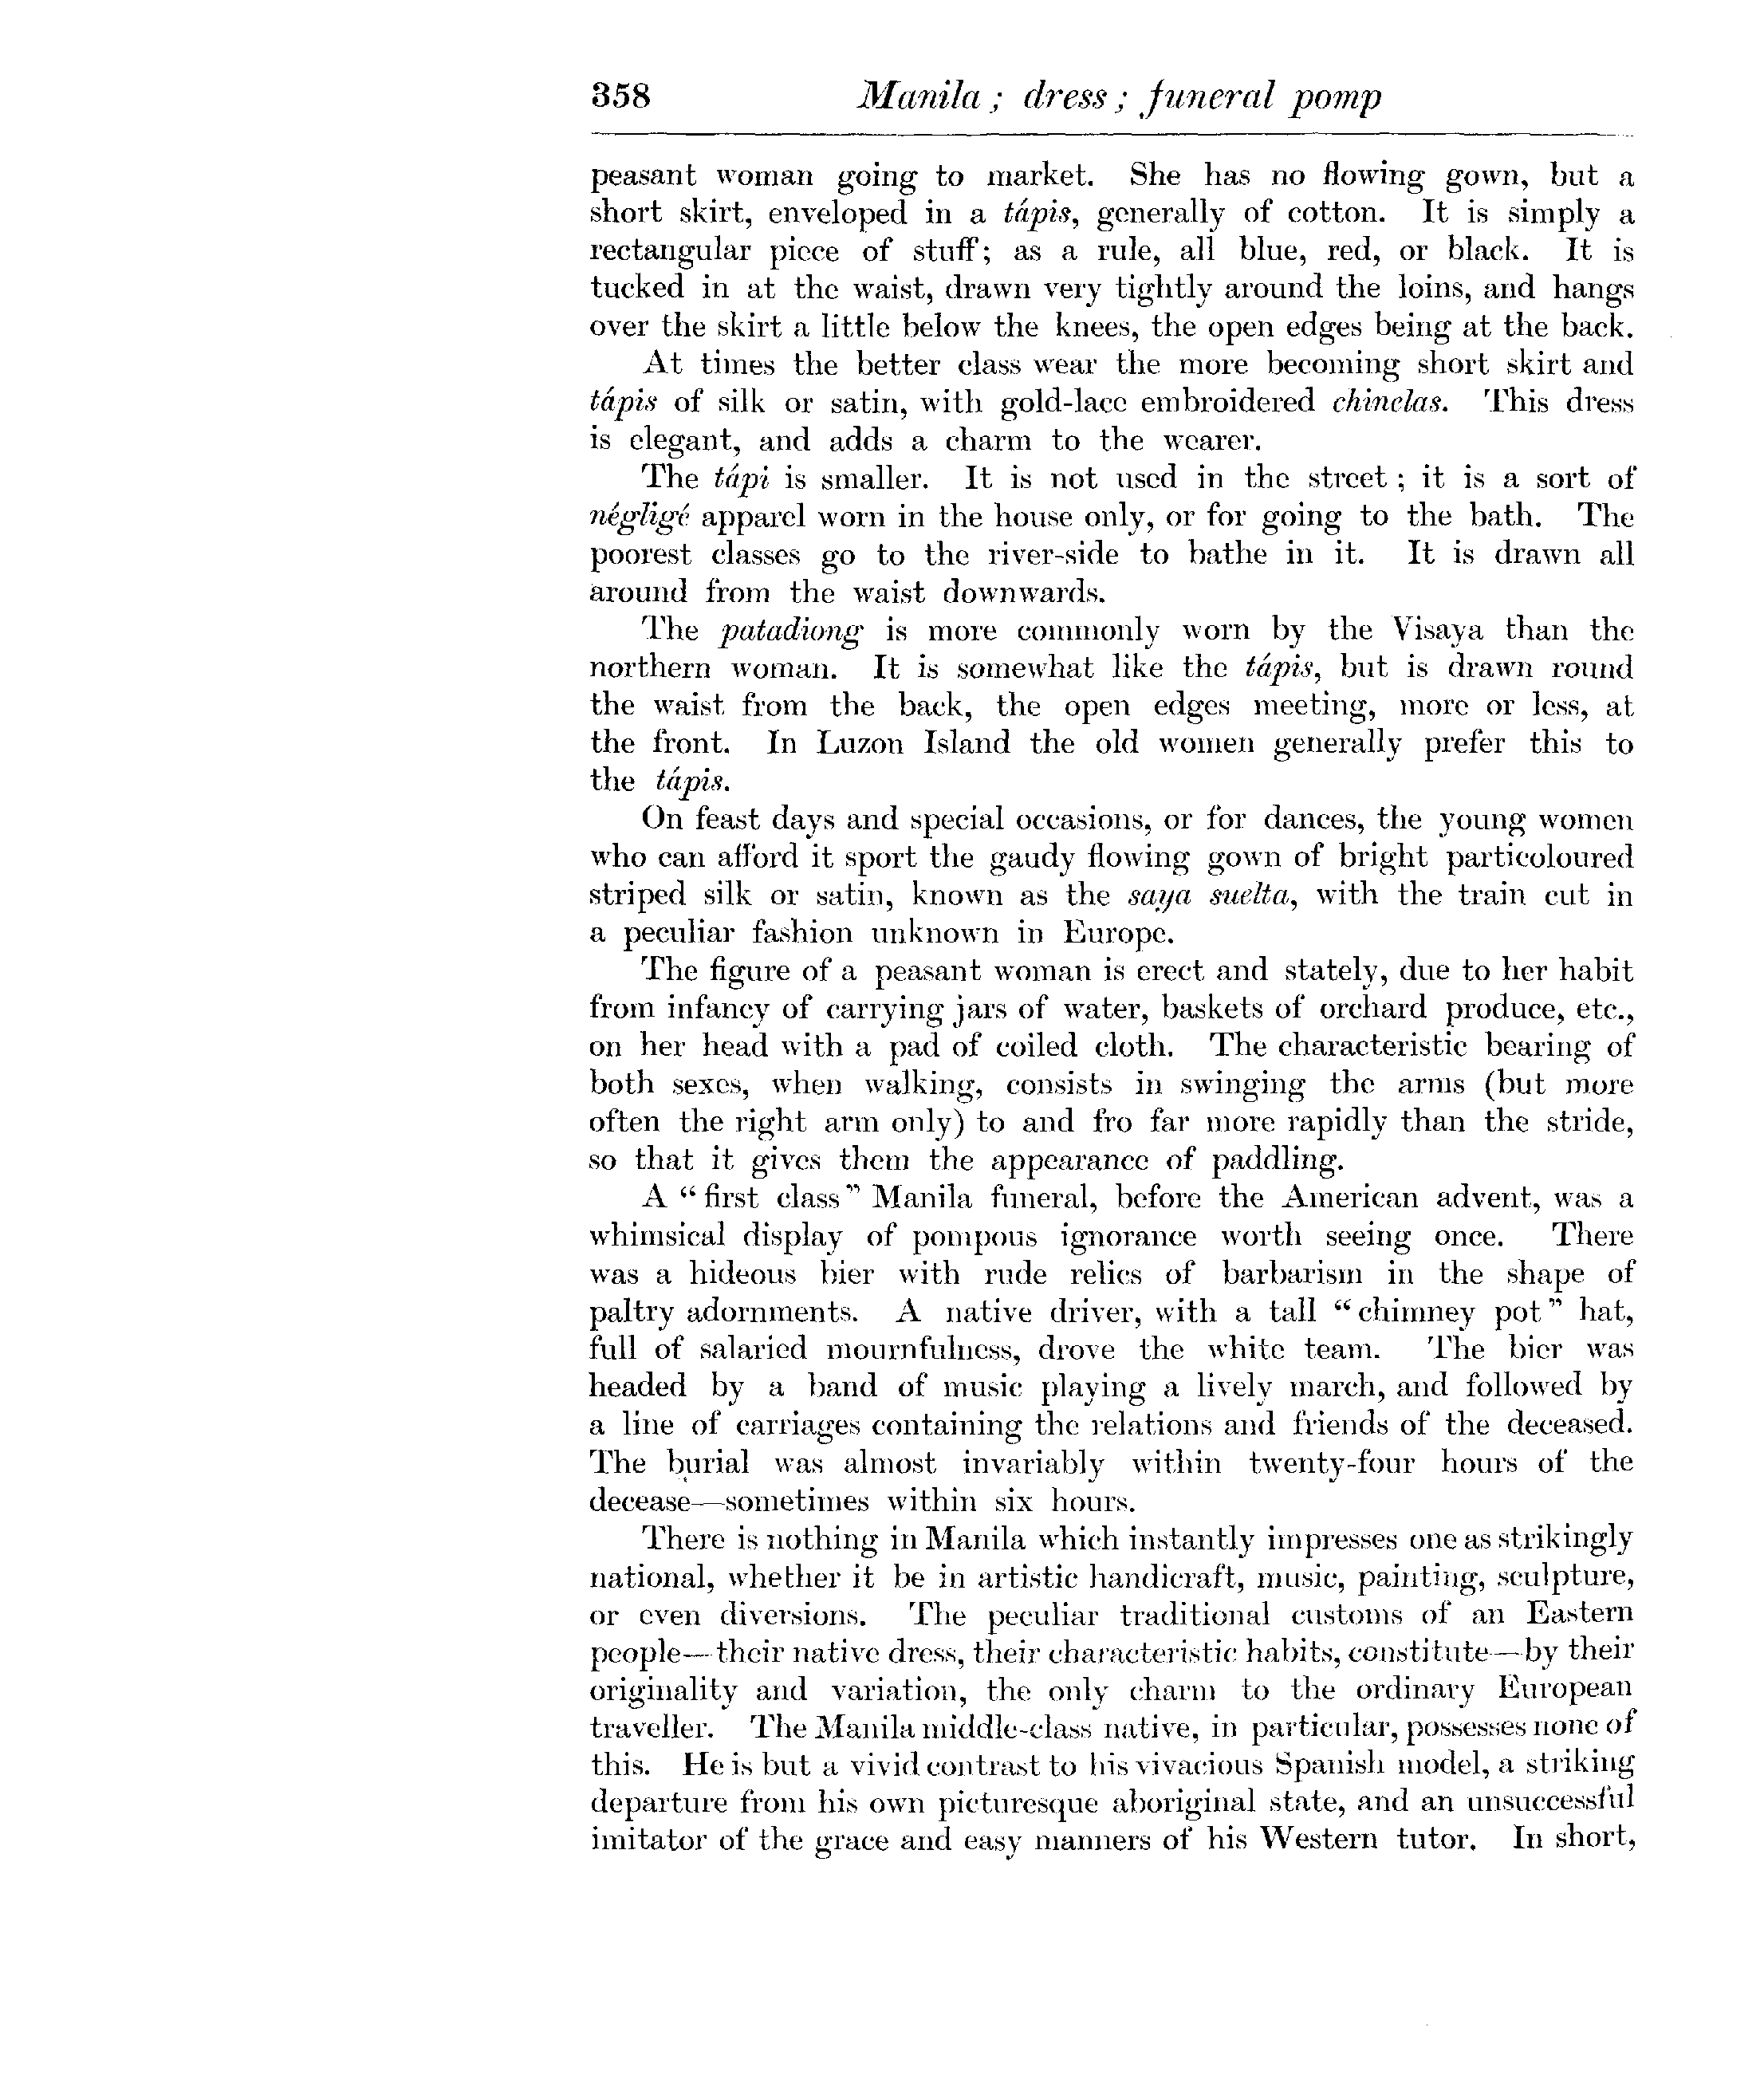 358 Manila ; dress ; funeral pomp
peasant woman going to market. She has no flowing gown, but a
short skirt, enveloped in a tápis, generally of cotton. It is simply a
rectangular piece of stuff; as a rule, all blue, red, or black. It is
tucked in at the waist, drawn very tightly around the loins, and hangs
over the skirt a little below the knees, the open edges being at the back.
At times the better class wear the more becoming short skirt and
tápis of silk or satin, with gold-lace embroidered chinelas. This dress
is elegant, and adds a charm to the wearer.
The tápi is smaller. It is not used in the street ; it is a sort of
négligé apparel worn in the house only, or for going to the bath. The
poorest classes go to the river-side to bathe in it. It is drawn all
around from the waist downwards.
The patadiong is more commonly worn by the Visaya than the
northern woman. It is somewhat like the tápis, but is drawn round
the waist from the back, the open edges meeting, more or less, at
the front. In Luzon Island the old women generally prefer this to
the tápis.
On feast days and special occasions, or for dances, the young women
who can afford it sport the gaudy flowing gown of bright particoloured
striped silk or satin, known as the saya suelta, with the train cut in
a peculiar fashion unknown in Europe.
The figure of a peasant woman is erect and stately, due to her habit
from infancy of carrying jars of water, baskets of orchard produce, etc.,
on her head with a pad of coiled cloth. The characteristic bearing of
both sexes, when walking, consists in swinging the arms (but more
often the right arm only) to and fro far more rapidly than the stride,
so that it gives them the appearance of paddling.
A "first class" Manila funeral, before the American advent, was a
whimsical display of pompous ignorance worth seeing once. There
was a hideous bier with rude relics of barbarism in the shape of
paltry adornments. A native driver, with a tall "chimney pot" hat,
full of salaried mournfulness, drove the white team. The bier was
headed by a band of music playing a lively march, and followed by
a line of carriages containing the relations and friends of the deceased.
The burial was almost invariably within twenty-four hours of the
decease—sometimes within six hours.
There is nothing in Manila which instantly impresses one as strikingly
national, whether it be in artistic handicraft, music, painting, sculpture,
or even diversions. The peculiar traditional customs of an Eastern
people—their native dress, their characteristic habits, constitute—by their
originality and variation, the only charm to the ordinary European
traveller. The Manila middle-class native, in particular, possesses none of
this. He is but a vivid contrast to his vivacious Spanish model, a striking
departure from his own picturesque aboriginal state, and an unsuccessful
imitator of the grace and easy manners of his Western tutor. In short,